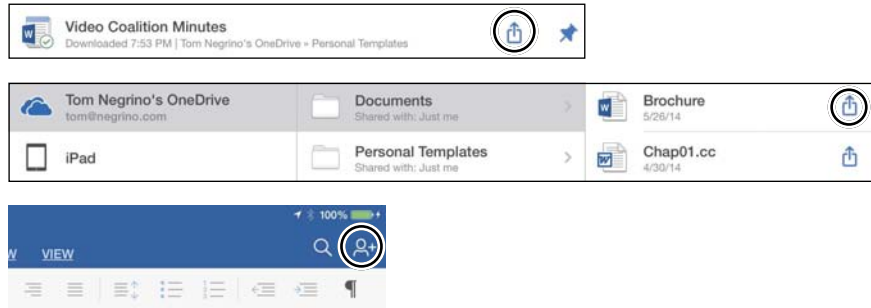 Video Coalition Minutes
Downloaded 7:53 PM | Tom Negrino's OneDrive » Personal Templates
Tom Negrino's OneDrive
tom@negrino.com
Documents
Shared with: Just me
Brochure
5/26/14
iPad
Personal Templates
Shared with: Just me
Chap01.cc
4/30/14
100%
W VIEW